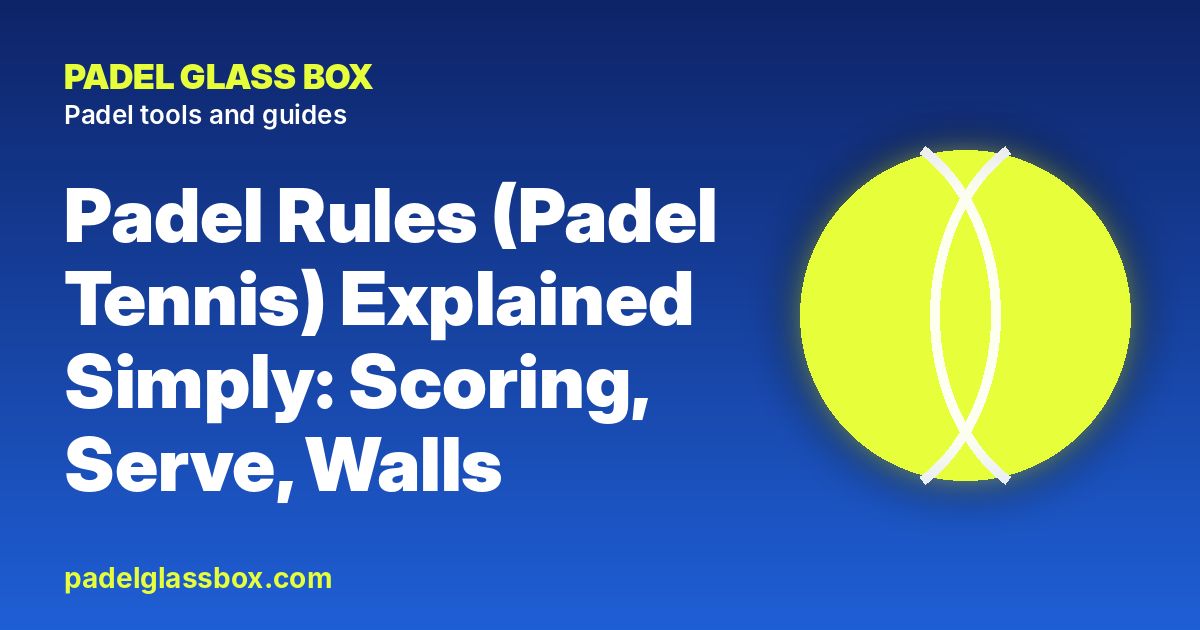 PADEL GLASS BOX
Padel tools and guides
Padel Rules (Padel
Tennis) Explained
Simply: Scoring,
Serve, Walls
padelglassbox.com